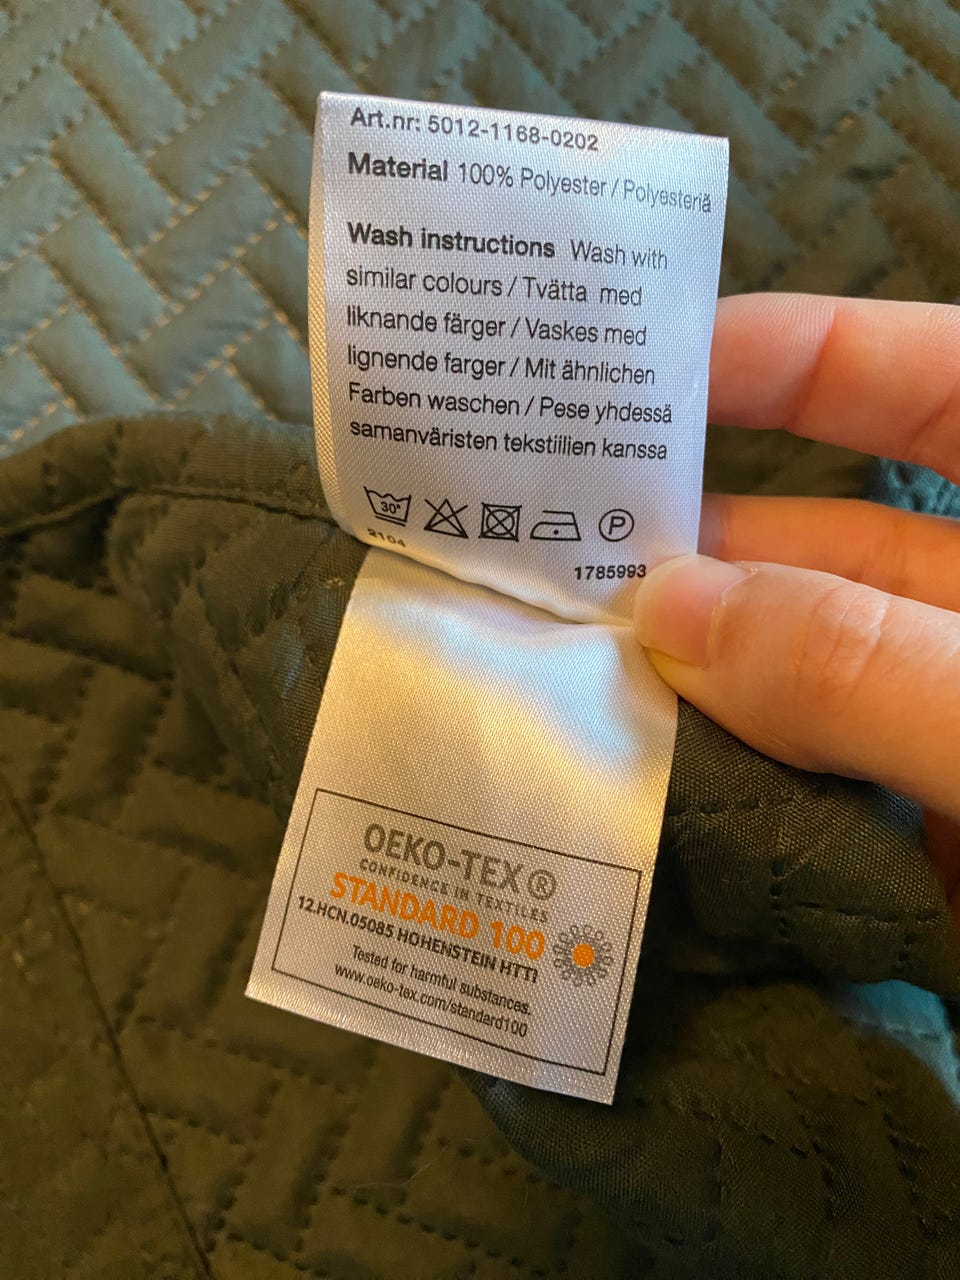 Art.nr: 5012-1168-0202
Material 100% Polyester / Polyesteriä
Wash instructions Wash with
similar colours / Tvätta med
liknande färger / Vaskes med
lignende farger / Mit ähnlichen
Farben waschen / Pese yhdessä
samanväristen tekstiilien kanssa
30°
P
2104
1785993
OEKO-TEX®
CONFIDENCE IN TEXTILES
STANDARD 100
12.HCN.05085 HOHENSTEIN HTTI
Tested for harmful substances.
www.oeko-tex.com/standard100